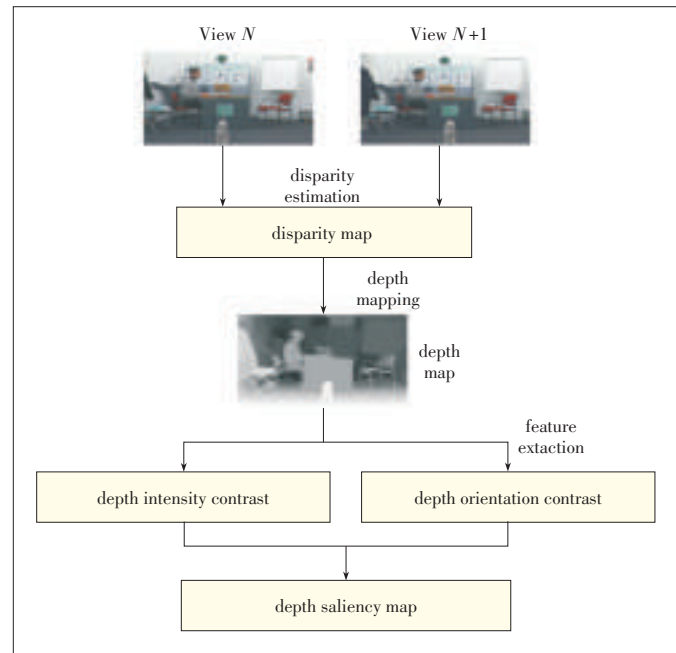 View N
View N+1
disparity
estimation
disparity map
depth
mapping
depth
map
feature
extaction
depth intensity contrast
depth orientation contrast
depth saliency map